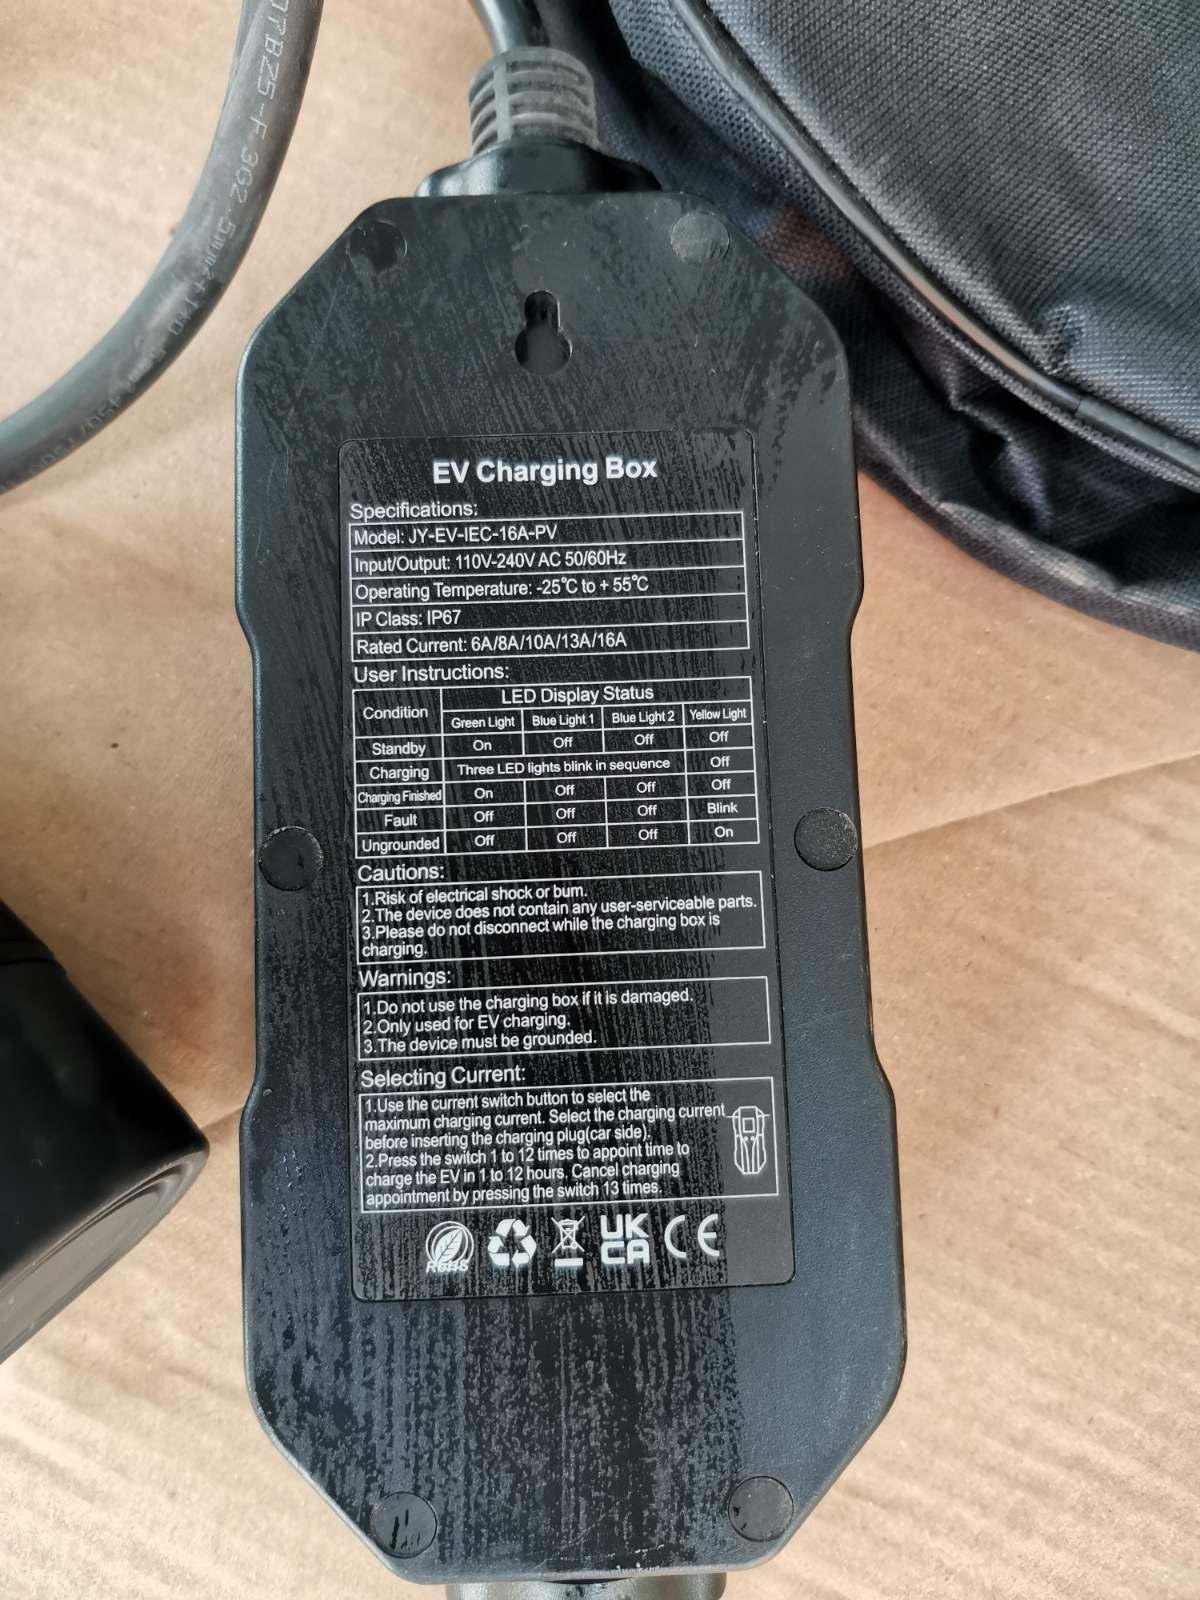 Z5-F 3G2.5mm²+1*0.5mm
EV Charging Box
Specifications:
Model: JY-EV-IEC-16A-PV
Input/Output: 110V-240V AC 50/60Hz
Operating Temperature: -25℃ to + 55℃
IP Class: IP67
Rated Current: 6A/8A/10A/13A/16A
User Instructions:
Condition LED Display Status
Green Light Blue Light 1 Blue Light 2 Yellow Light
Standby On Off Off Off
Charging Three LED lights blink in sequence Off
Charging Finished On Off Off Off
Fault Off Off Off Blink
Ungrounded Off Off Off On
Cautions:
1.Risk of electrical shock or burn.
2.The device does not contain any user-serviceable parts.
3.Please do not disconnect while the charging box is
charging.
Warnings:
1.Do not use the charging box if it is damaged.
2.Only used for EV charging.
3.The device must be grounded.
Selecting Current:
1.Use the current switch button to select the
maximum charging current. Select the charging current
before inserting the charging plug(car side).
2.Press the switch 1 to 12 times to appoint time to
charge the EV in 1 to 12 hours. Cancel charging
appointment by pressing the switch 13 times.
RoHS
UK
CA
CE